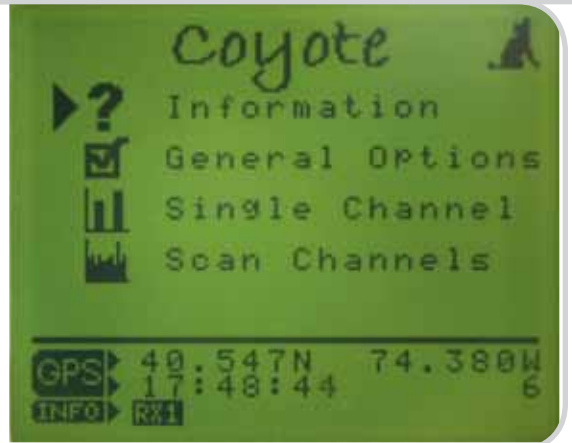 Coyote
? Information
General Options
Single Channel
Scan Channels
GPS 40.547N 74.380W
17:48:44 6
INFO RX1